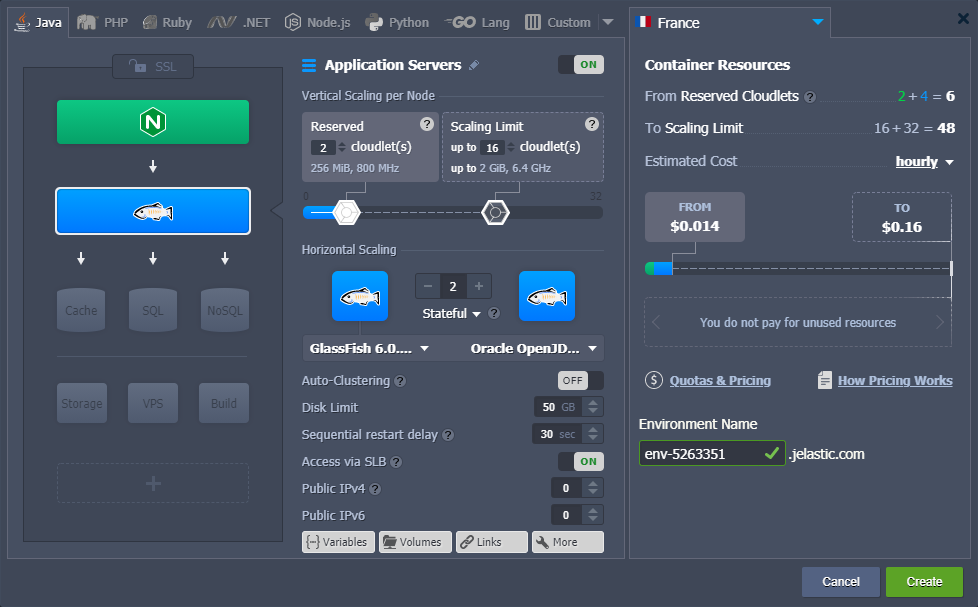 Java PHP Ruby .NET Node.js Python Lang Custom
France
SSL
Application Servers
ON
Vertical Scaling per Node
Reserved
2 cloudlet(s)
256 MiB, 800 MHz
Scaling Limit
up to 16 cloudlet(s)
up to 2 GiB, 6.4 GHz
0 32
Horizontal Scaling
2
Stateful
GlassFish 6.0....
Oracle OpenJD...
Auto-Clustering OFF
Disk Limit 50 GB
Sequential restart delay 30 sec
Access via SLB ON
Public IPv4 0
Public IPv6 0
Variables Volumes Links More
Cache SQL NoSQL
Storage VPS Build
Container Resources
From Reserved Cloudlets 2 + 4 = 6
To Scaling Limit 16 + 32 = 48
Estimated Cost hourly
FROM
$0.014
TO
$0.16
You do not pay for unused resources
Quotas & Pricing
How Pricing Works
Environment Name
env-5263351 .jelastic.com
Cancel Create